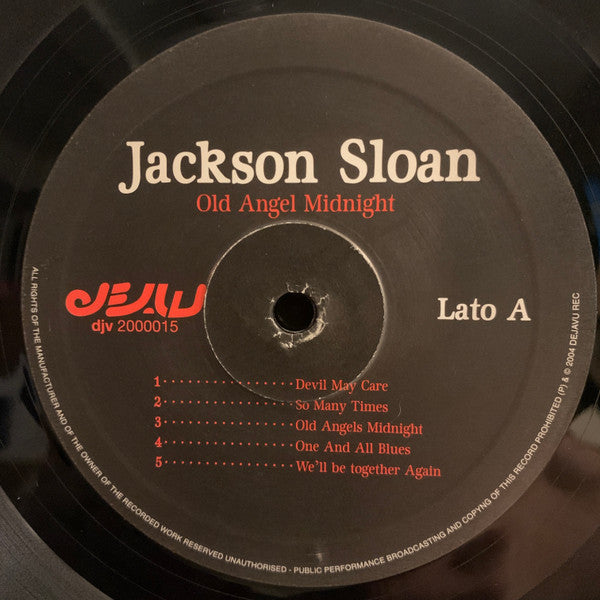 Jackson Sloan
Old Angel Midnight
djv 2000015
Lato A
1 ················ Devil May Care
2 ················ So Many Times
3 ················ Old Angels Midnight
4 ················ One And All Blues
5 ················ We'll be together Again
ALL RIGHTS OF THE MANUFACTURER AND OF THE OWNER OF THE RECORDED WORK RESERVED UNAUTHORISED - PUBLIC PERFORMANCE BROADCASTING AND COPYNG OF THIS RECORD PROHIBITED (P) & © 2004 DEJAVU REC